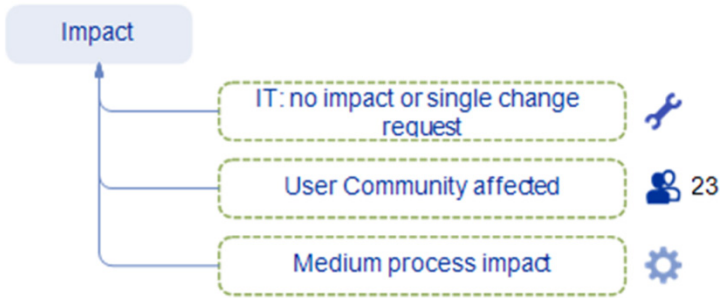 Impact
IT: no impact or single change
request
User Community affected
23
Medium process impact